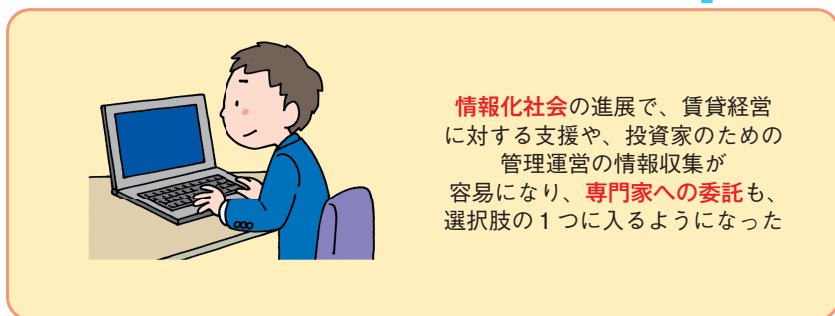 情報化社会の進展で、賃貸経営
に対する支援や、投資家のための
管理運営の情報収集が
容易になり、専門家への委託も、
選択肢の1つに入るようになった